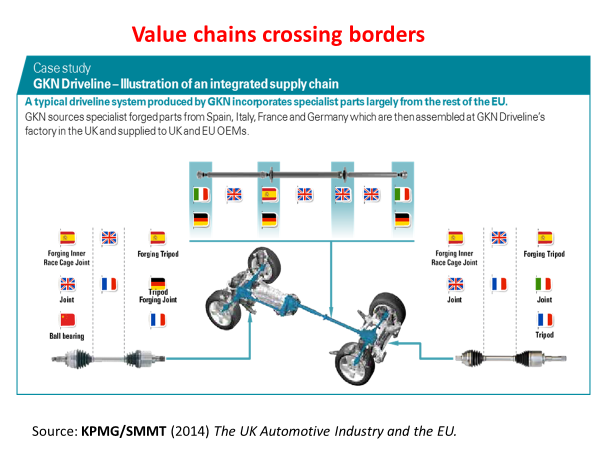 Value chains crossing borders
Case study
GKN Driveline – Illustration of an integrated supply chain
A typical driveline system produced by GKN incorporates specialist parts largely from the rest of the EU.
GKN sources specialist forged parts from Spain, Italy, France and Germany which are then assembled at GKN Driveline's
factory in the UK and supplied to UK and EU OEMs.
Forging Inner
Race Cage Joint
Forging Tripod
Joint
Tripod
Forging Joint
Ball bearing
Forging Inner
Race Cage Joint
Forging Tripod
Joint
Joint
Tripod
Source: KPMG/SMMT (2014) The UK Automotive Industry and the EU.